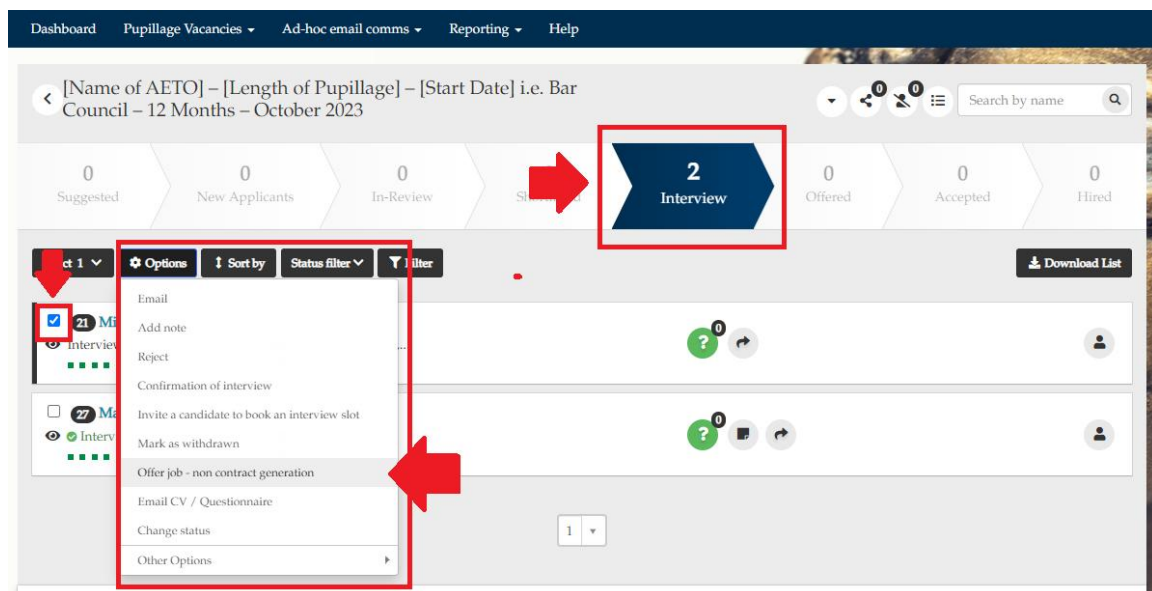 Dashboard Pupillage Vacancies Ad-hoc email comms Reporting Help
[Name of AETO] – [Length of Pupillage] – [Start Date] i.e. Bar
Council – 12 Months – October 2023
0 0
Search by name
0 0 0 2 0 0 0
Suggested New Applicants In-Review Interview Offered Accepted Hired
1 Options Sort by Status filter Filter Download List
Email
21
0
Add note
Interview
...
Reject
Confirmation of interview
27
0
Invite a candidate to book an interview slot
Mark as withdrawn
Offer job - non contract generation
Email CV / Questionnaire
Change status
1
Other Options